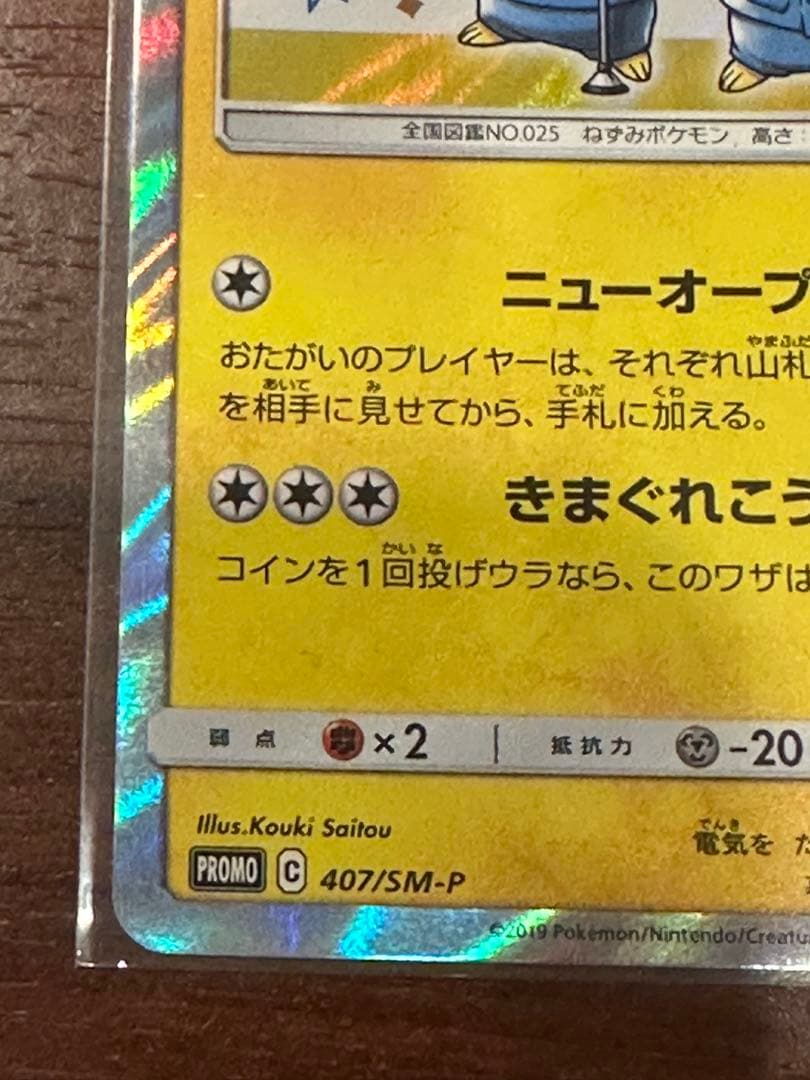 全国図鑑NO.025 ねずみポケモン 高さ
ニューオープ
おたがいのプレイヤーは、それぞれ山札
を相手に見せてから、手札に加える。
きまぐれこう
コインを1回投げウラなら、このワザは
弱点 ×2 抵抗力 -20
Illus.Kouki Saitou
電気を た
PROMO C 407/SM-P
©2019 Pokémon/Nintendo/Creatu